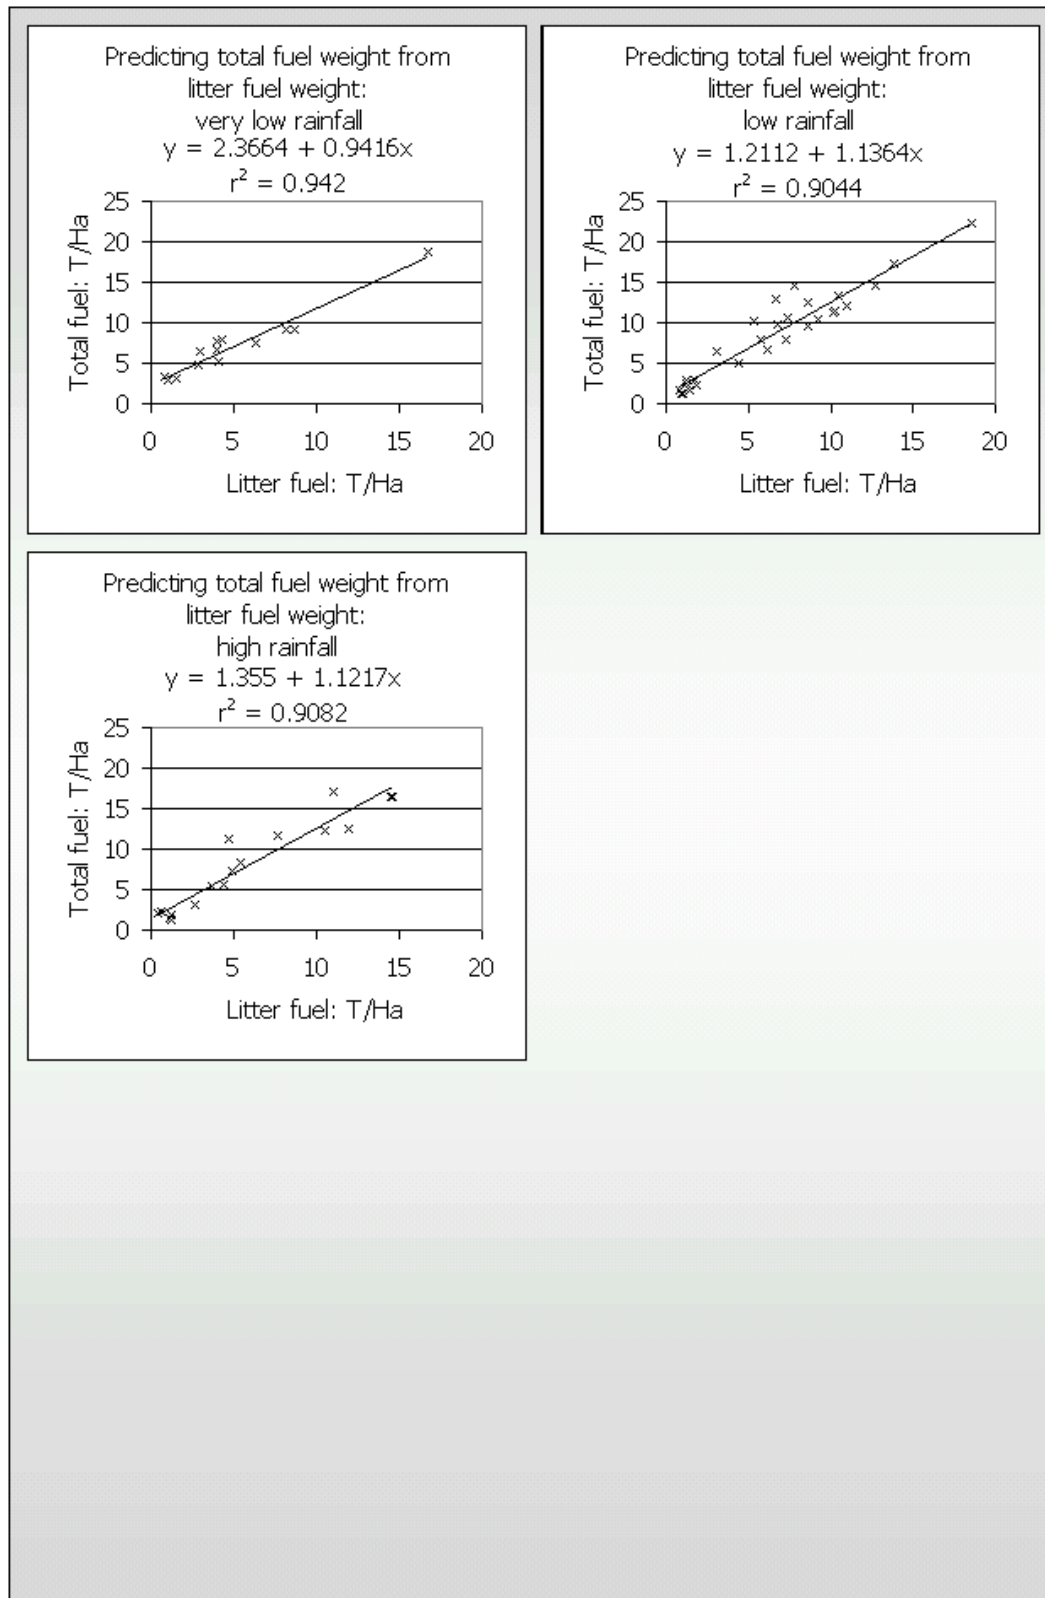 Predicting total fuel weight from
litter fuel weight:
very low rainfall
y = 2.3664 + 0.9416x
r² = 0.942
25
20
15
10
5
0
Total fuel: T/Ha
0 5 10 15 20
Litter fuel: T/Ha
Predicting total fuel weight from
litter fuel weight:
low rainfall
y = 1.2112 + 1.1364x
r² = 0.9044
25
20
15
10
5
0
Total fuel: T/Ha
0 5 10 15 20
Litter fuel: T/Ha
Predicting total fuel weight from
litter fuel weight:
high rainfall
y = 1.355 + 1.1217x
r² = 0.9082
25
20
15
10
5
0
Total fuel: T/Ha
0 5 10 15 20
Litter fuel: T/Ha